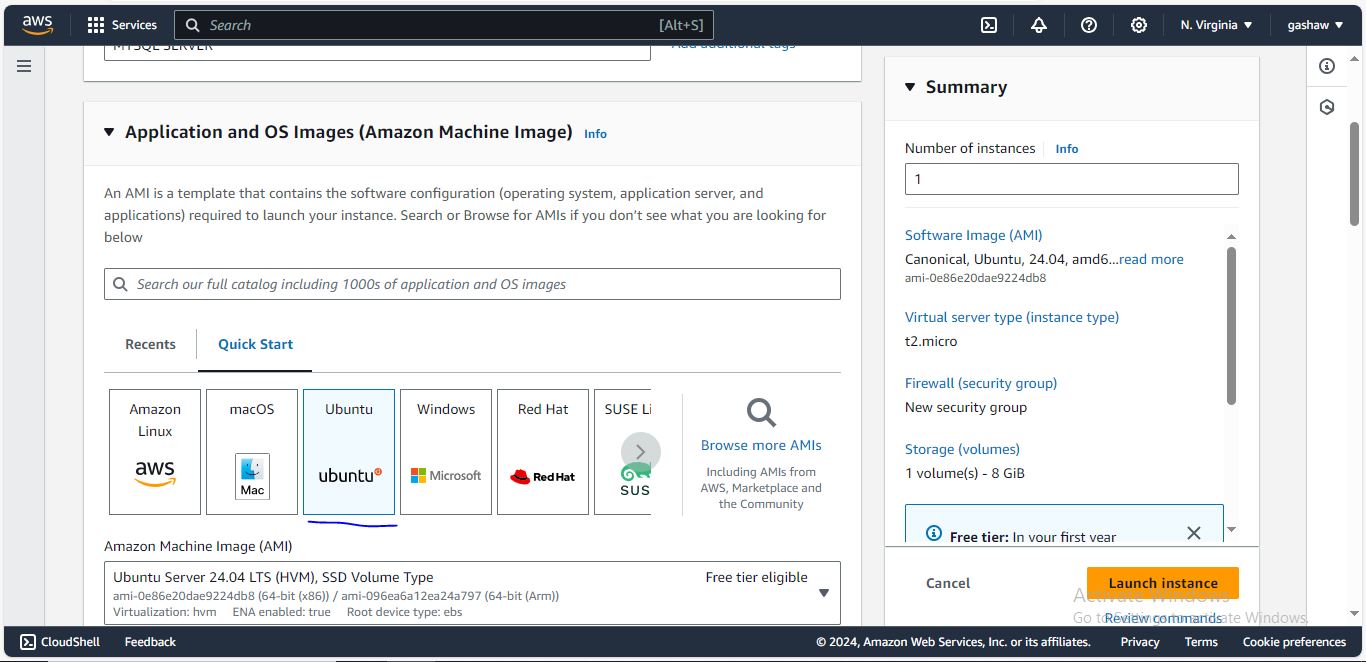 aws
Services
Search
[Alt+S]
N. Virginia
gashaw
MYSQL SERVER
Add additional tags
Application and OS Images (Amazon Machine Image) Info
An AMI is a template that contains the software configuration (operating system, application server, and
applications) required to launch your instance. Search or Browse for AMIs if you don't see what you are looking for
below
Search our full catalog including 1000s of application and OS images
Recents
Quick Start
Amazon
Linux
aws
macOS
Mac
Ubuntu
ubuntu
Windows
Microsoft
Red Hat
Red Hat
SUSE Li
SUS
Browse more AMIs
Including AMIs from
AWS, Marketplace and
the Community
Amazon Machine Image (AMI)
Ubuntu Server 24.04 LTS (HVM), SSD Volume Type
Free tier eligible
ami-0e86e20dae9224db8 (64-bit (x86)) / ami-096ea6a12ea24a797 (64-bit (Arm))
Virtualization: hvm ENA enabled: true Root device type: ebs
Summary
Number of instances Info
1
Software Image (AMI)
Canonical, Ubuntu, 24.04, amd6...read more
ami-0e86e20dae9224db8
Virtual server type (instance type)
t2.micro
Firewall (security group)
New security group
Storage (volumes)
1 volume(s) - 8 GiB
Free tier: In your first year
Cancel
Launch instance
Review commands
Activate Windows
Go to Settings to activate Windows.
CloudShell
Feedback
© 2024, Amazon Web Services, Inc. or its affiliates.
Privacy
Terms
Cookie preferences